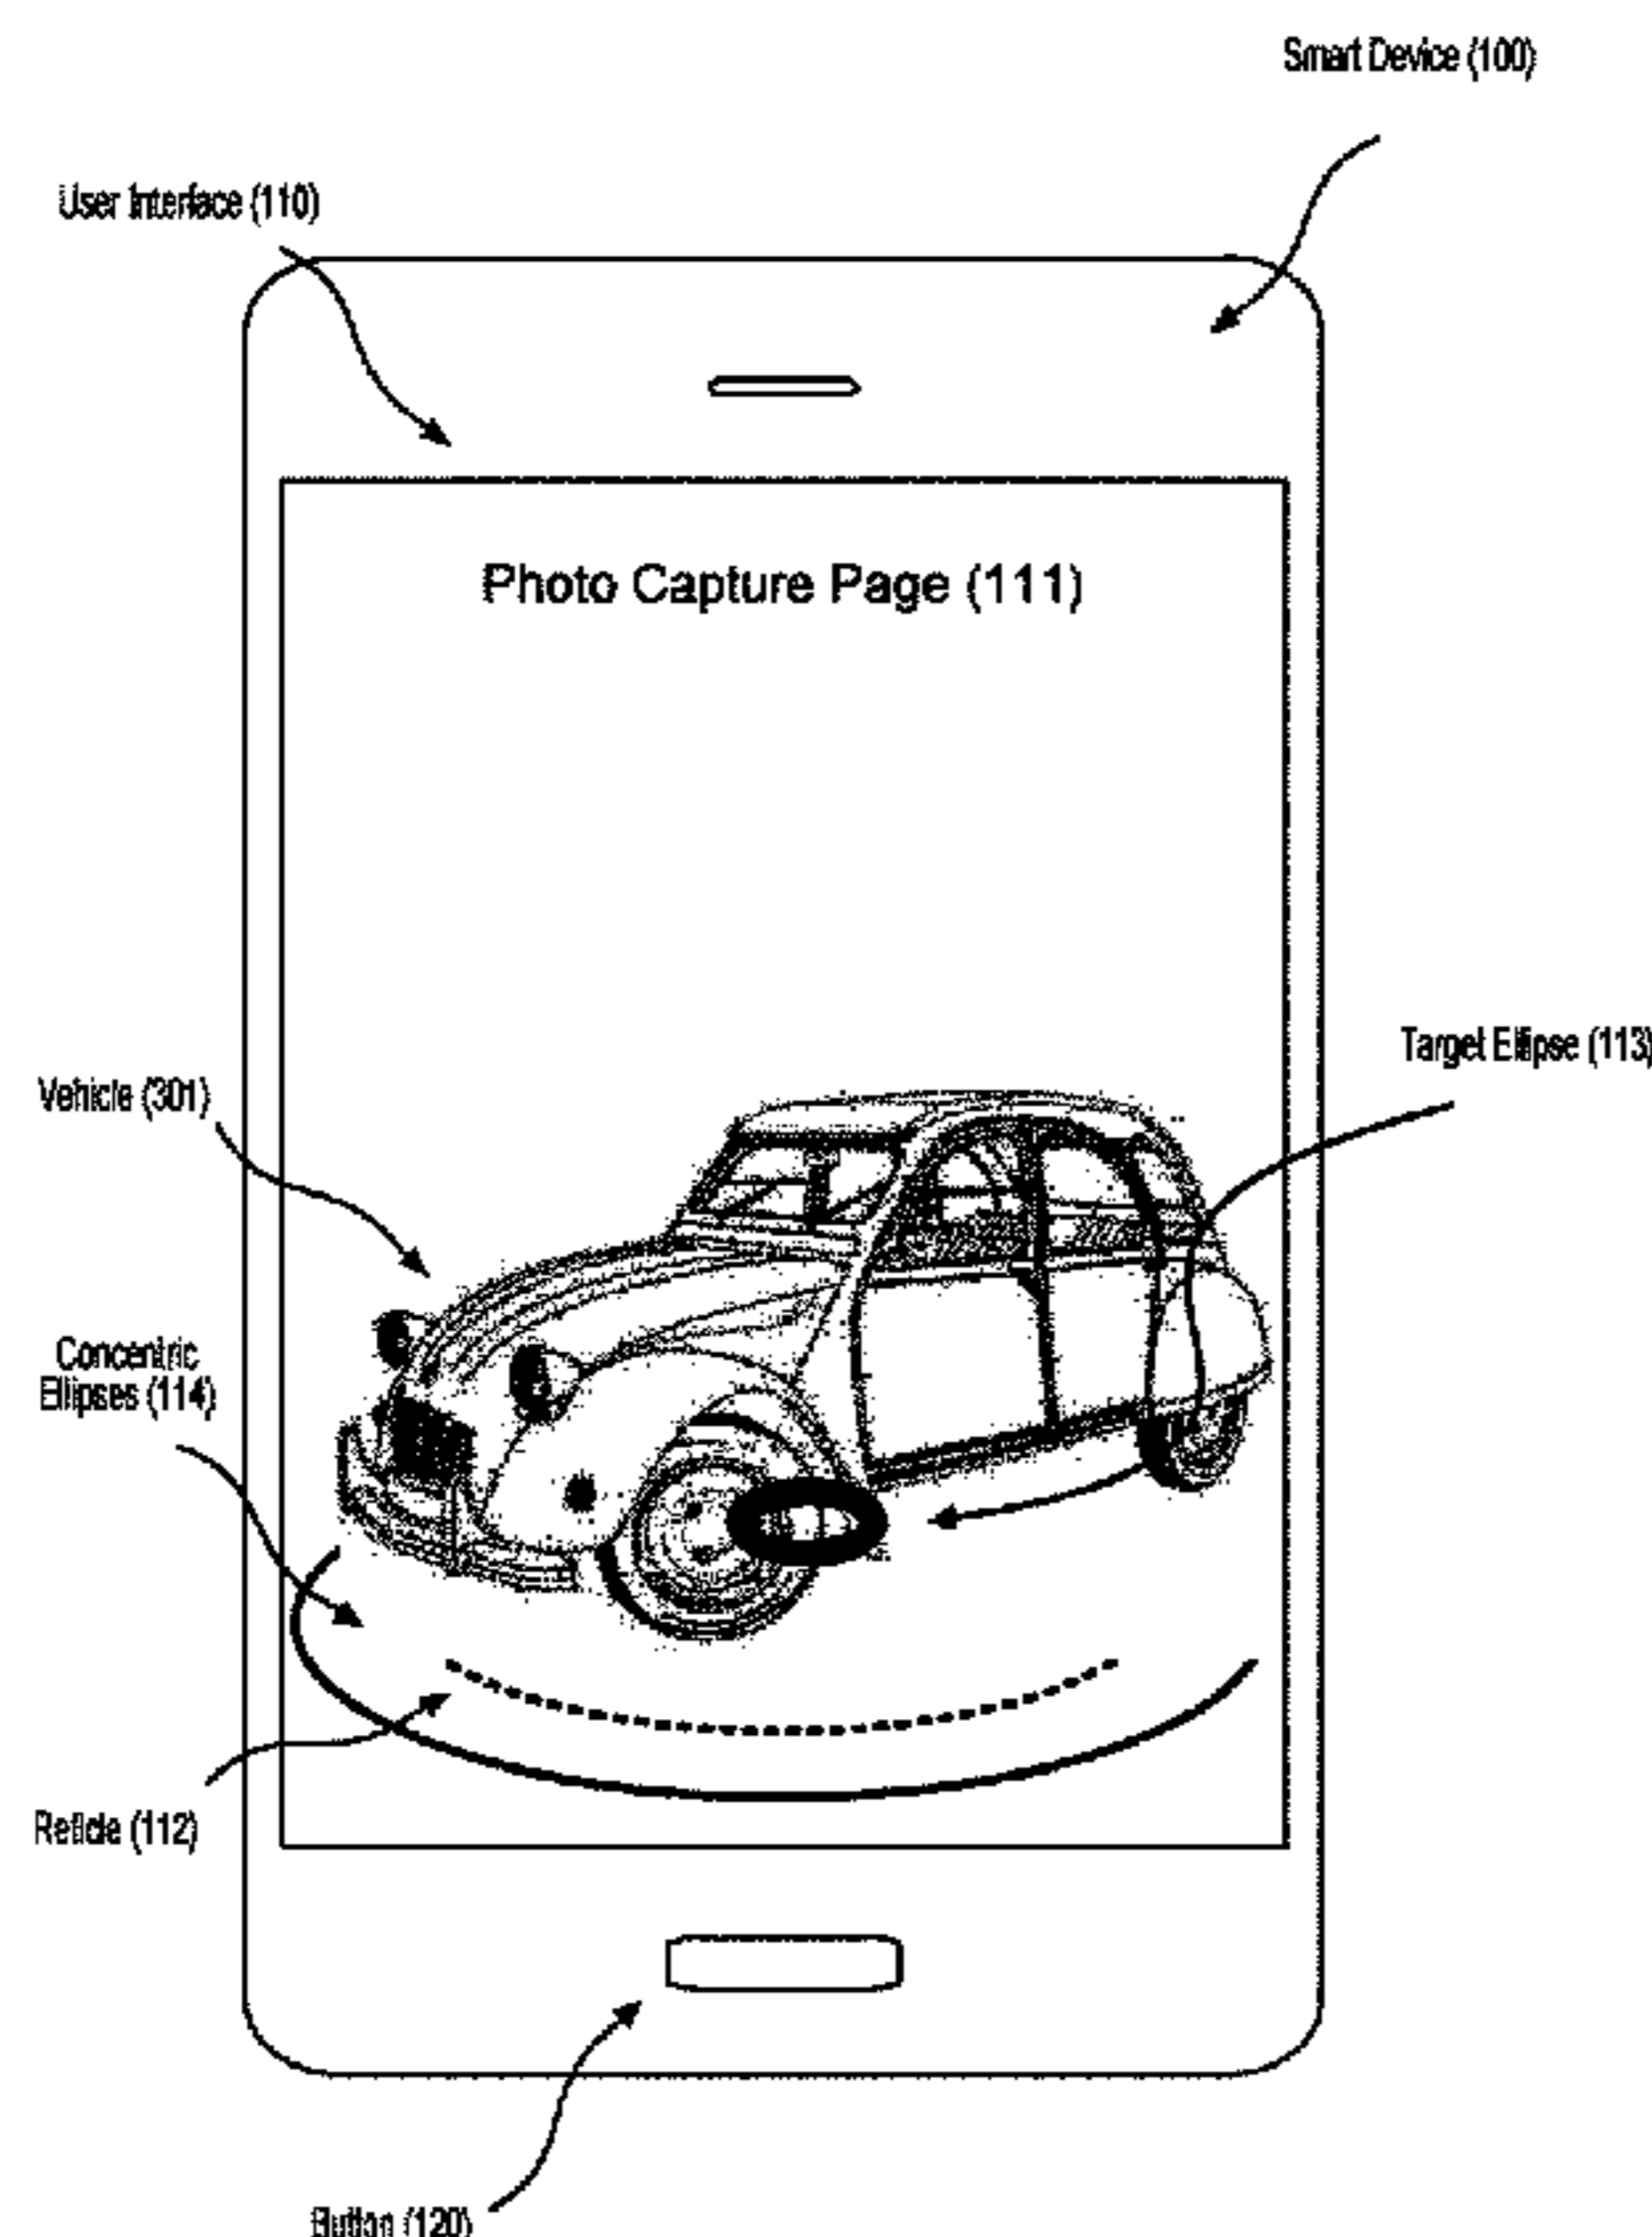 Smart Device (100)
User Interface (110)
Photo Capture Page (111)
Target Ellipse (113)
Vehicle (301)
Concentric
Ellipses (114)
Reticle (112)
Button (120)